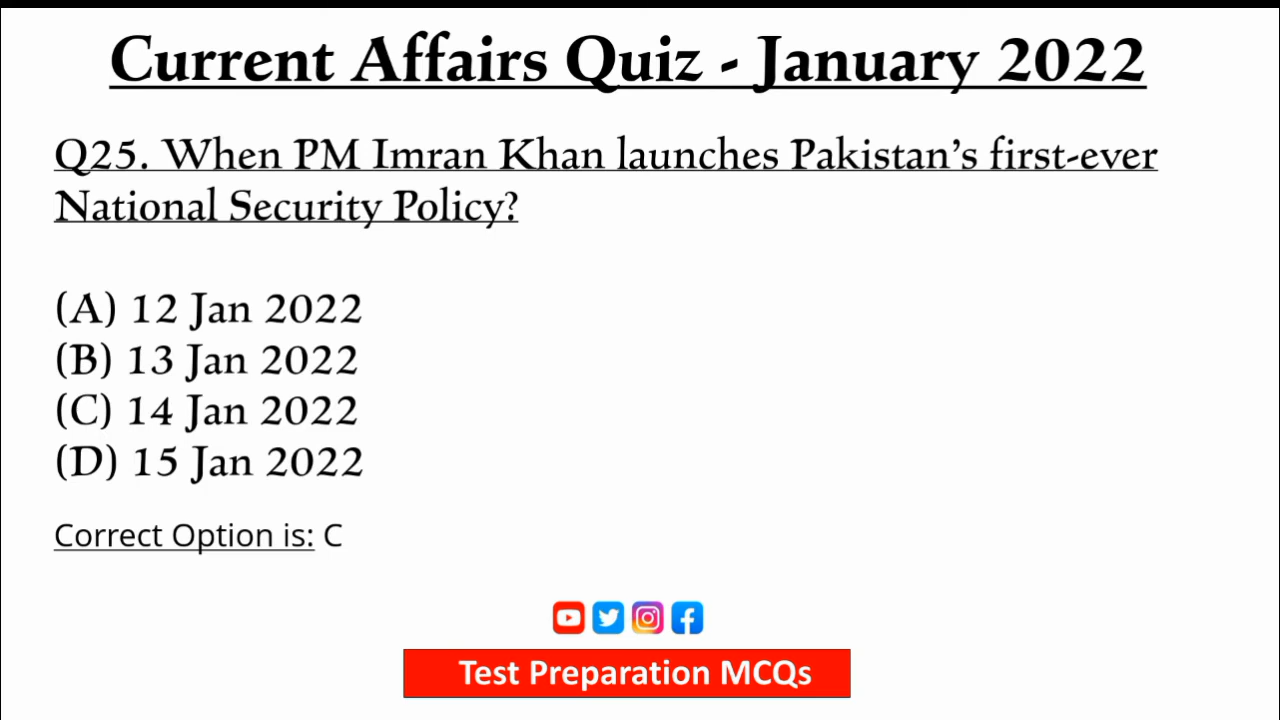 Current Affairs Quiz - January 2022
Q25. When PM Imran Khan launches Pakistan’s first-ever
National Security Policy?
(A) 12 Jan 2022
(B) 13 Jan 2022
(C) 14 Jan 2022
(D) 15 Jan 2022
Correct Option is: C
Test Preparation MCQs